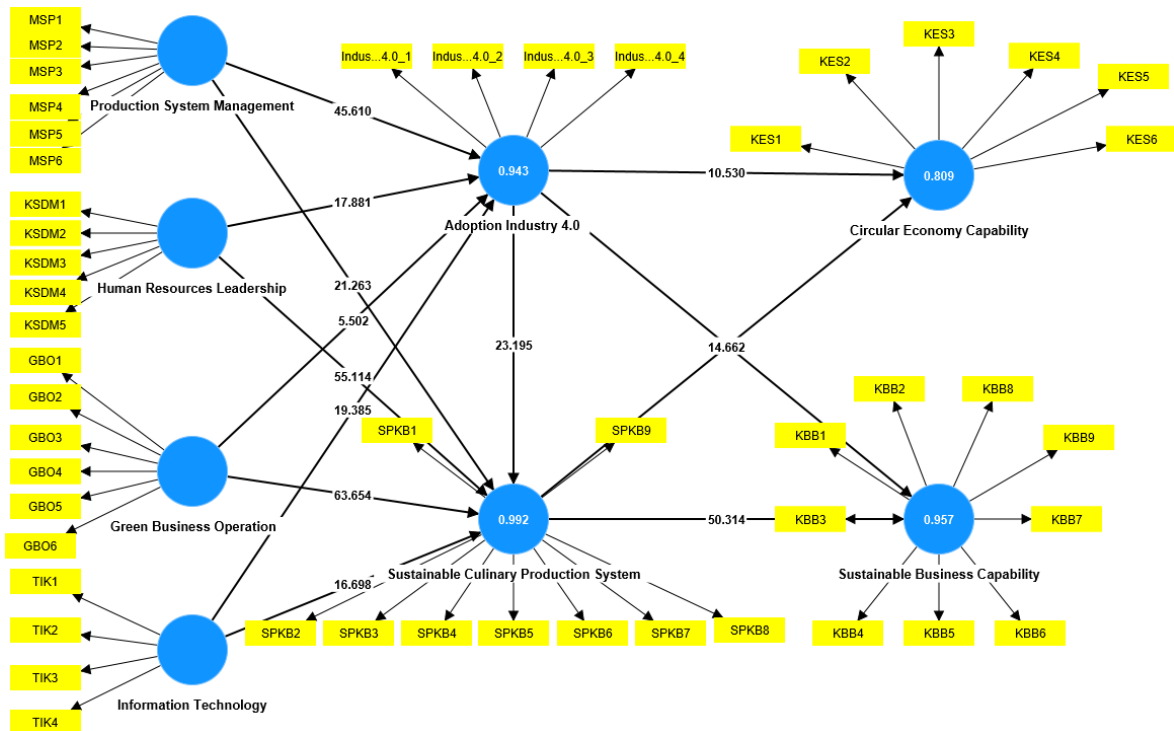 MSP1
MSP2
MSP3
MSP4
MSP5
MSP6
Production System Management
KSDM1
KSDM2
KSDM3
KSDM4
KSDM5
Human Resources Leadership
GBO1
GBO2
GBO3
GBO4
GBO5
GBO6
Green Business Operation
TIK1
TIK2
TIK3
TIK4
Information Technology
45.610
17.881
21.263
5.502
55.114
19.385
63.654
16.698
Indus...4.0_1
Indus...4.0_2
Indus...4.0_3
Indus...4.0_4
0.943
Adoption Industry 4.0
23.195
SPKB1
SPKB9
0.992
Sustainable Culinary Production System
SPKB2
SPKB3
SPKB4
SPKB5
SPKB6
SPKB7
SPKB8
10.530
14.662
50.314
KES1
KES2
KES3
KES4
KES5
KES6
0.809
Circular Economy Capability
KBB1
KBB2
KBB8
KBB9
KBB3
KBB7
0.957
Sustainable Business Capability
KBB4
KBB5
KBB6